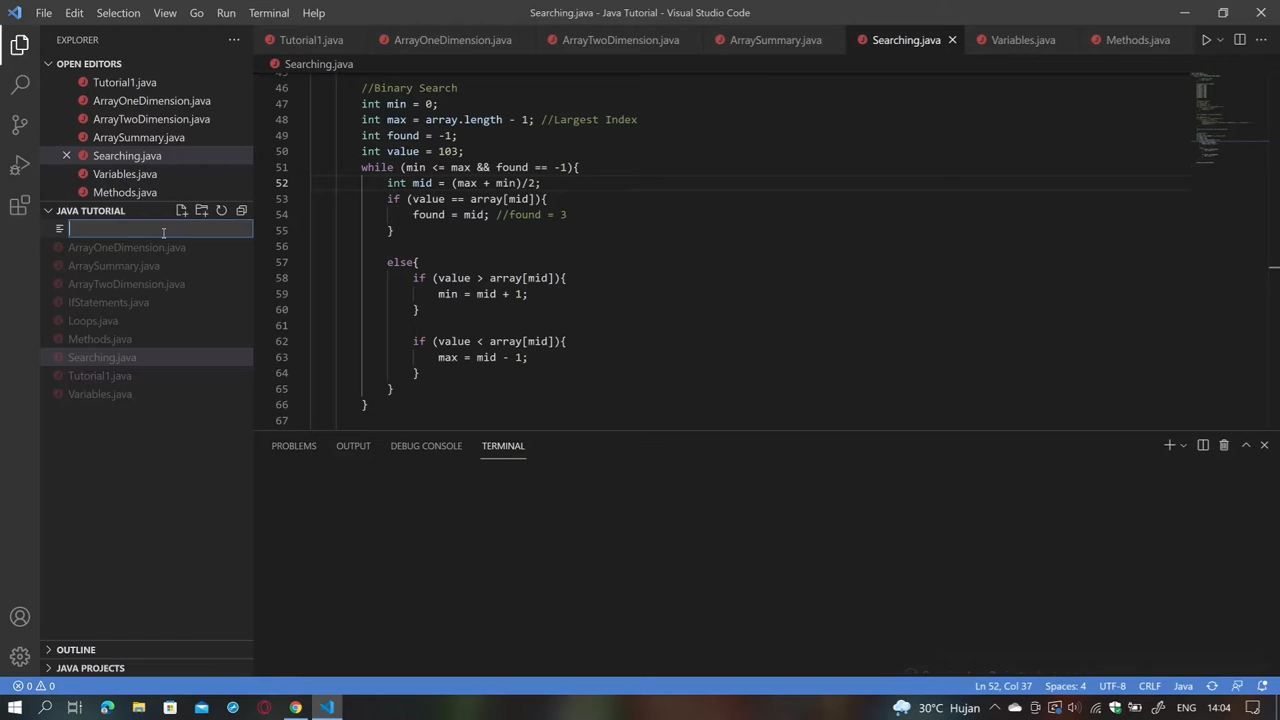 File Edit Selection View Go Run Terminal Help
Searching.java - Java Tutorial - Visual Studio Code
EXPLORER
OPEN EDITORS
Tutorial1.java
ArrayOneDimension.java
ArrayTwoDimension.java
ArraySummary.java
Searching.java
Variables.java
Methods.java
JAVA TUTORIAL
ArrayOneDimension.java
ArraySummary.java
ArrayTwoDimension.java
IfStatements.java
Loops.java
Methods.java
Searching.java
Tutorial1.java
Variables.java
OUTLINE
JAVA PROJECTS
Tutorial1.java ArrayOneDimension.java ArrayTwoDimension.java ArraySummary.java Searching.java Variables.java Methods.java
Searching.java
46 //Binary Search
47 int min = 0;
48 int max = array.length - 1; //Largest Index
49 int found = -1;
50 int value = 103;
51 while (min <= max && found == -1){
52 int mid = (max + min)/2;
53 if (value == array[mid]){
54 found = mid; //found = 3
55 }
56
57 else{
58 if (value > array[mid]){
59 min = mid + 1;
60 }
61
62 if (value < array[mid]){
63 max = mid - 1;
64 }
65 }
66 }
67
PROBLEMS OUTPUT DEBUG CONSOLE TERMINAL
0 0
Ln 52, Col 37 Spaces: 4 UTF-8 CRLF Java
30°C Hujan 14:04